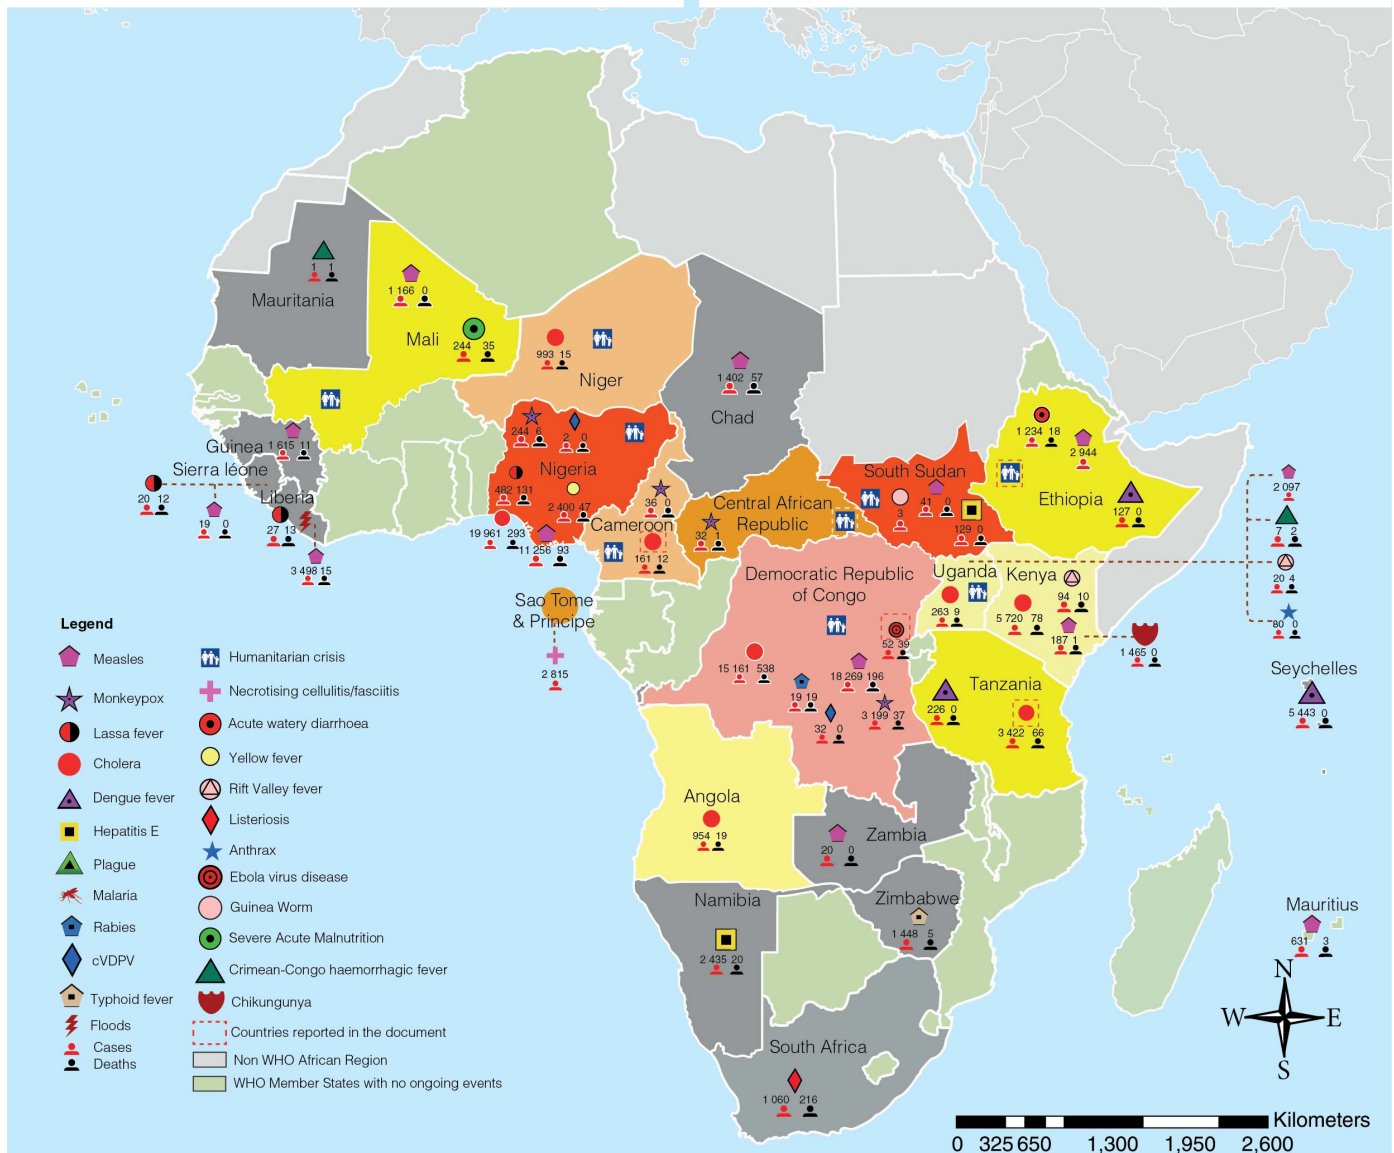 1 1
Mauritania
1 166 0
Mali
244 35
993 15
Niger
1 402 57
Chad
Guinea
1 615 11
Sierra léone
20 12
19 0
Liberia
27 13
3 498 15
244 6
2 0
Nigeria
482 131
2 400 47
19 961 293
11 256 93
36 0
Cameroon
161 12
Central African
Republic
32 1
South Sudan
3
41 0
129 0
1 234 18
2 944
Ethiopia
127 0
Sao Tome
& Principe
2 815
Democratic Republic
of Congo
52 39
15 161 538
18 269 196
19 19
3 199 37
32 0
Uganda
263 9
Kenya
94 10
5 720 78
187 1
1 465 0
2 097
7 2
20 4
80 0
Seychelles
5 443 0
Tanzania
226 0
3 422 66
Angola
954 19
Zambia
20 0
Namibia
2 435 20
Zimbabwe
1 448 5
South Africa
1 060 216
Mauritius
631 3
Legend
Measles
Monkeypox
Lassa fever
Cholera
Dengue fever
Hepatitis E
Plague
Malaria
Rabies
cVDPV
Typhoid fever
Floods
Cases
Deaths
Humanitarian crisis
Necrotising cellulitis/fasciitis
Acute watery diarrhoea
Yellow fever
Rift Valley fever
Listeriosis
Anthrax
Ebola virus disease
Guinea Worm
Severe Acute Malnutrition
Crimean-Congo haemorrhagic fever
Chikungunya
Countries reported in the document
Non WHO African Region
WHO Member States with no ongoing events
N
W E
S
Kilometers
0 325 650 1,300 1,950 2,600